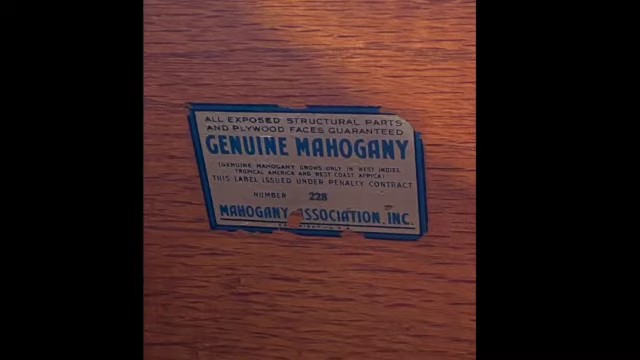 ALL EXPOSED STRUCTURAL PARTS
AND PLYWOOD FACES GUARANTEED
GENUINE MAHOGANY
(GENUINE MAHOGANY GROWS ONLY IN WEST INDIES,
TROPICAL AMERICA AND WEST COAST AFRICA)
THIS LABEL ISSUED UNDER PENALTY CONTRACT
NUMBER 228
MAHOGANY ASSOCIATION, INC.